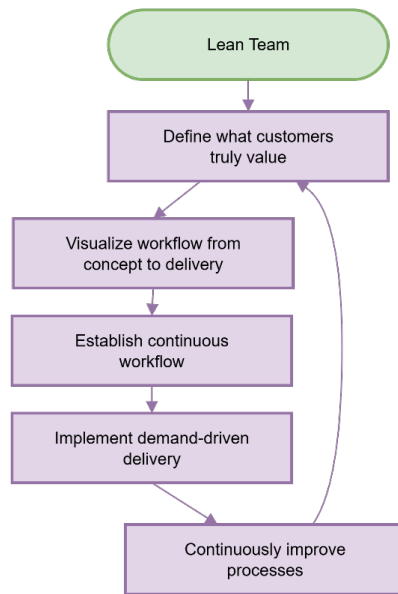 Lean Team
Define what customers
truly value
Visualize workflow from
concept to delivery
Establish continuous
workflow
Implement demand-driven
delivery
Continuously improve
processes